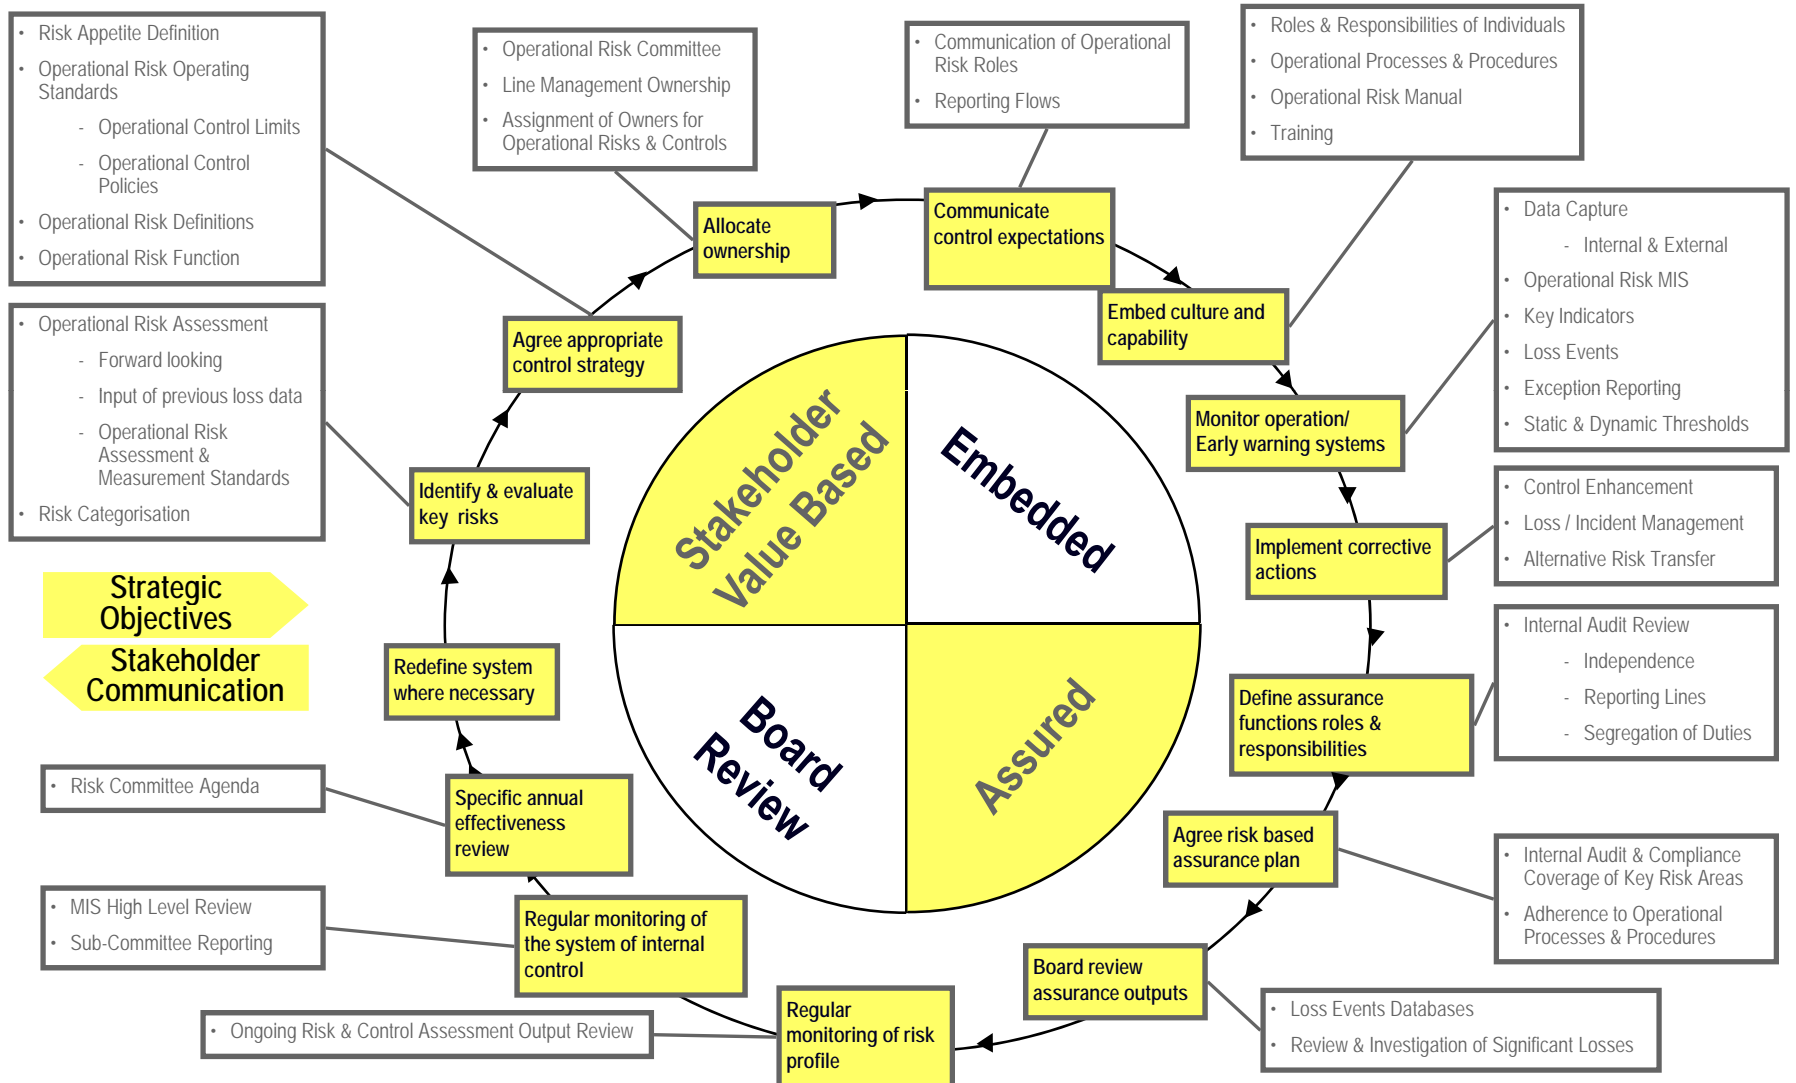 • Risk Appetite Definition
• Operational Risk Operating
Standards
- Operational Control Limits
- Operational Control
Policies
• Operational Risk Definitions
• Operational Risk Function
• Operational Risk Committee
• Line Management Ownership
• Assignment of Owners for
Operational Risks & Controls
• Communication of Operational
Risk Roles
• Reporting Flows
• Roles & Responsibilities of Individuals
• Operational Processes & Procedures
• Operational Risk Manual
• Training
Allocate
ownership
Communicate
control expectations
• Data Capture
- Internal & External
• Operational Risk MIS
• Key Indicators
• Loss Events
• Exception Reporting
• Static & Dynamic Thresholds
Embed culture and
capability
• Operational Risk Assessment
- Forward looking
- Input of previous loss data
- Operational Risk
Assessment &
Measurement Standards
• Risk Categorisation
Agree appropriate
control strategy
Monitor operation/
Early warning systems
Identify & evaluate
key risks
Stakeholder
Value Based
Embedded
• Control Enhancement
• Loss / Incident Management
• Alternative Risk Transfer
Implement corrective
actions
Strategic
Objectives
Stakeholder
Communication
Redefine system
where necessary
Board
Review
Assured
Define assurance
functions roles &
responsibilities
• Internal Audit Review
- Independence
- Reporting Lines
- Segregation of Duties
• Risk Committee Agenda
Specific annual
effectiveness
review
Agree risk based
assurance plan
• Internal Audit & Compliance
Coverage of Key Risk Areas
• Adherence to Operational
Processes & Procedures
• MIS High Level Review
• Sub-Committee Reporting
Regular monitoring of
the system of internal
control
Board review
assurance outputs
• Ongoing Risk & Control Assessment Output Review
Regular
monitoring of risk
profile
• Loss Events Databases
• Review & Investigation of Significant Losses